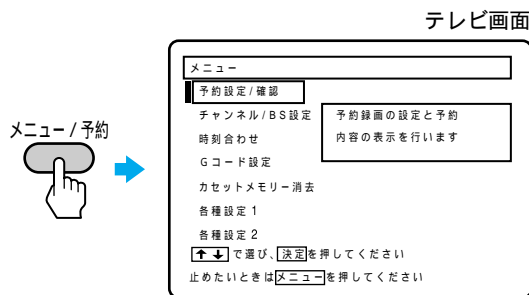 テレビ画面
メニュー / 予約
メニュー
予約設定/確認
チャンネル/BS設定
時刻合わせ
Gコード設定
カセットメモリー消去
各種設定1
各種設定2
予約録画の設定と予約
内容の表示を行います
↑↓で選び、決定を押してください
止めたいときはメニューを押してください